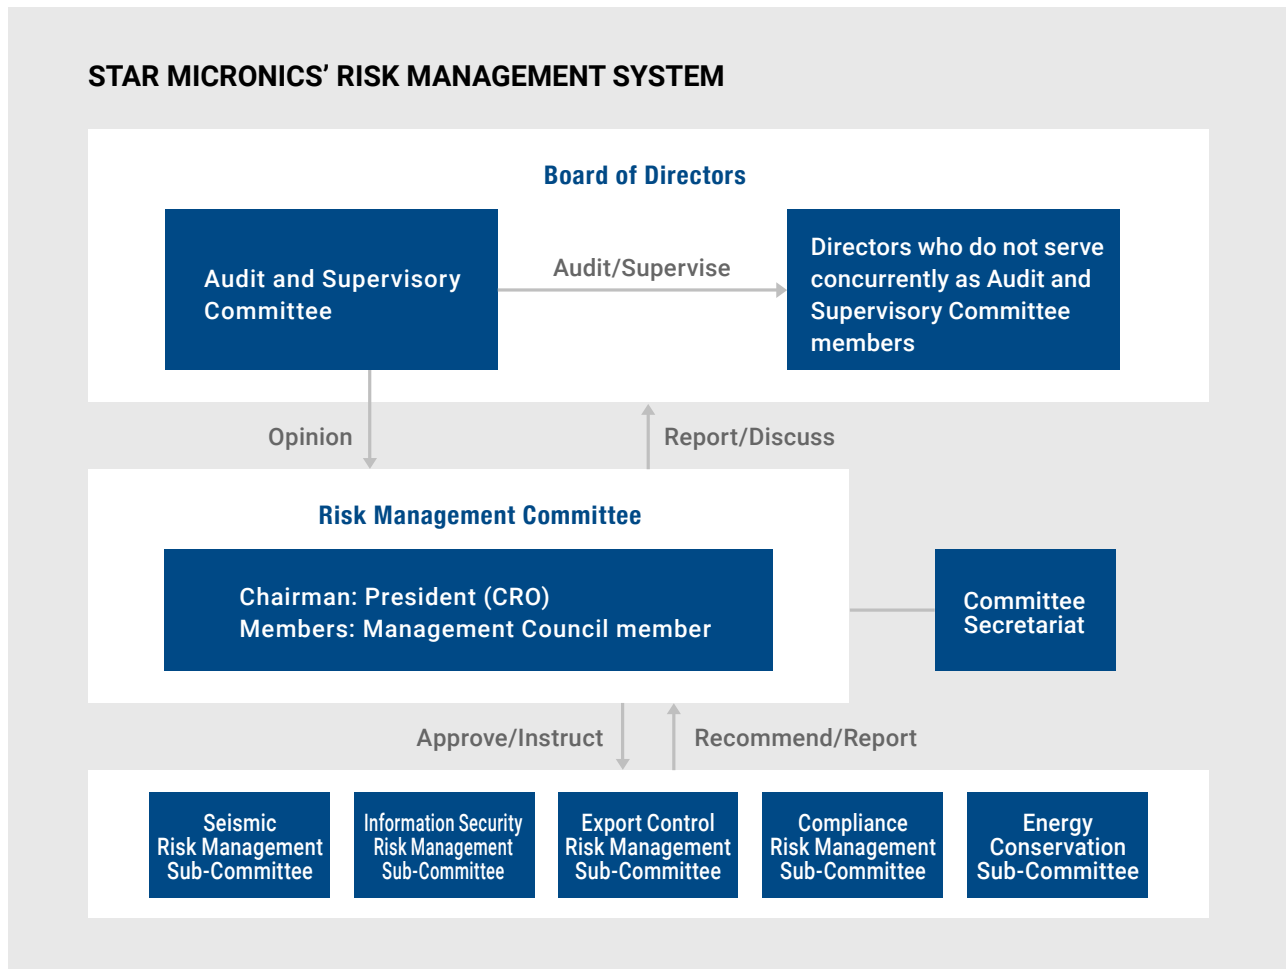 STAR MICRONICS’ RISK MANAGEMENT SYSTEM
Board of Directors
Audit and Supervisory
Committee
Audit/Supervise
Directors who do not serve
concurrently as Audit and
Supervisory Committee
members
Opinion
Report/Discuss
Risk Management Committee
Chairman: President (CRO)
Members: Management Council member
Committee
Secretariat
Approve/Instruct
Recommend/Report
Seismic
Risk Management
Sub-Committee
Information Security
Risk Management
Sub-Committee
Export Control
Risk Management
Sub-Committee
Compliance
Risk Management
Sub-Committee
Energy
Conservation
Sub-Committee